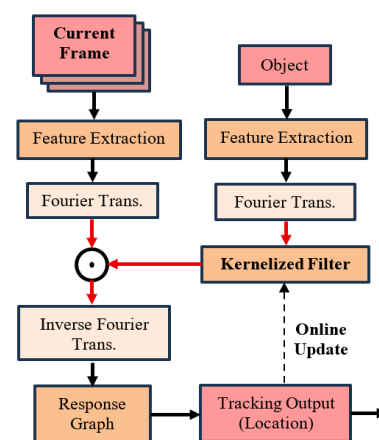 Current
Frame
Object
Feature Extraction
Feature Extraction
Fourier Trans.
Fourier Trans.
Kernelized Filter
Inverse Fourier
Trans.
Online
Update
Response
Graph
Tracking Output
(Location)